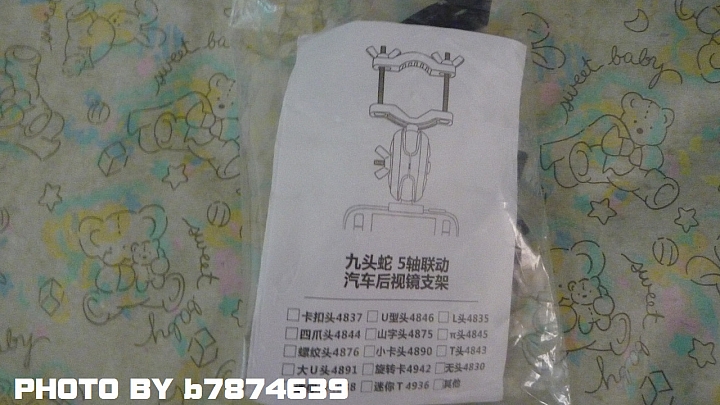 sweet baby
sweet baby
九头蛇 5轴联动
汽车后视镜支架
卡扣头4837 U型头4846 L头4835
四爪头4844 山字头4875 π头4845
螺纹头4876 小卡头4890 T头4843
大U头4891 旋转卡4942 无头4830
8 迷你T 4936 其他
sweet
baby
PHOTO BY b7874639